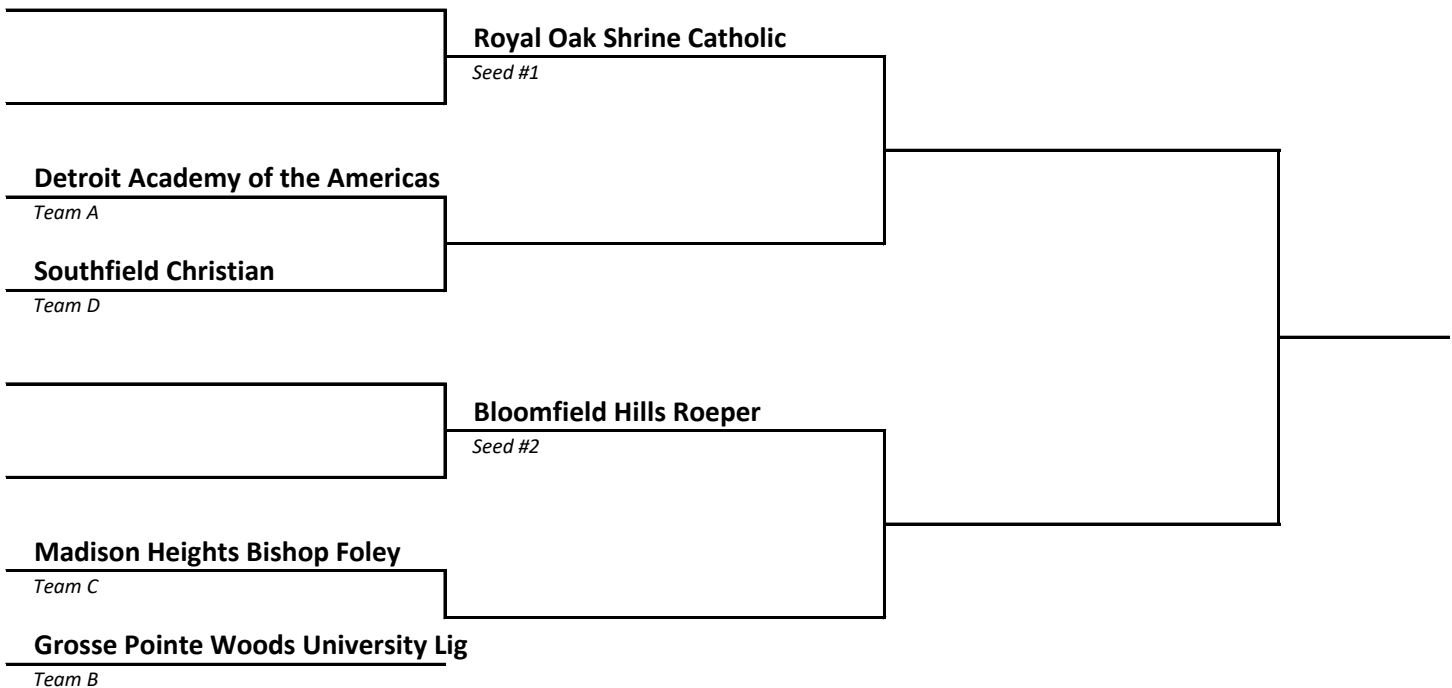 Royal Oak Shrine Catholic
Seed #1
Detroit Academy of the Americas
Team A
Southfield Christian
Team D
Bloomfield Hills Roeper
Seed #2
Madison Heights Bishop Foley
Team C
Grosse Pointe Woods University Lig
Team B